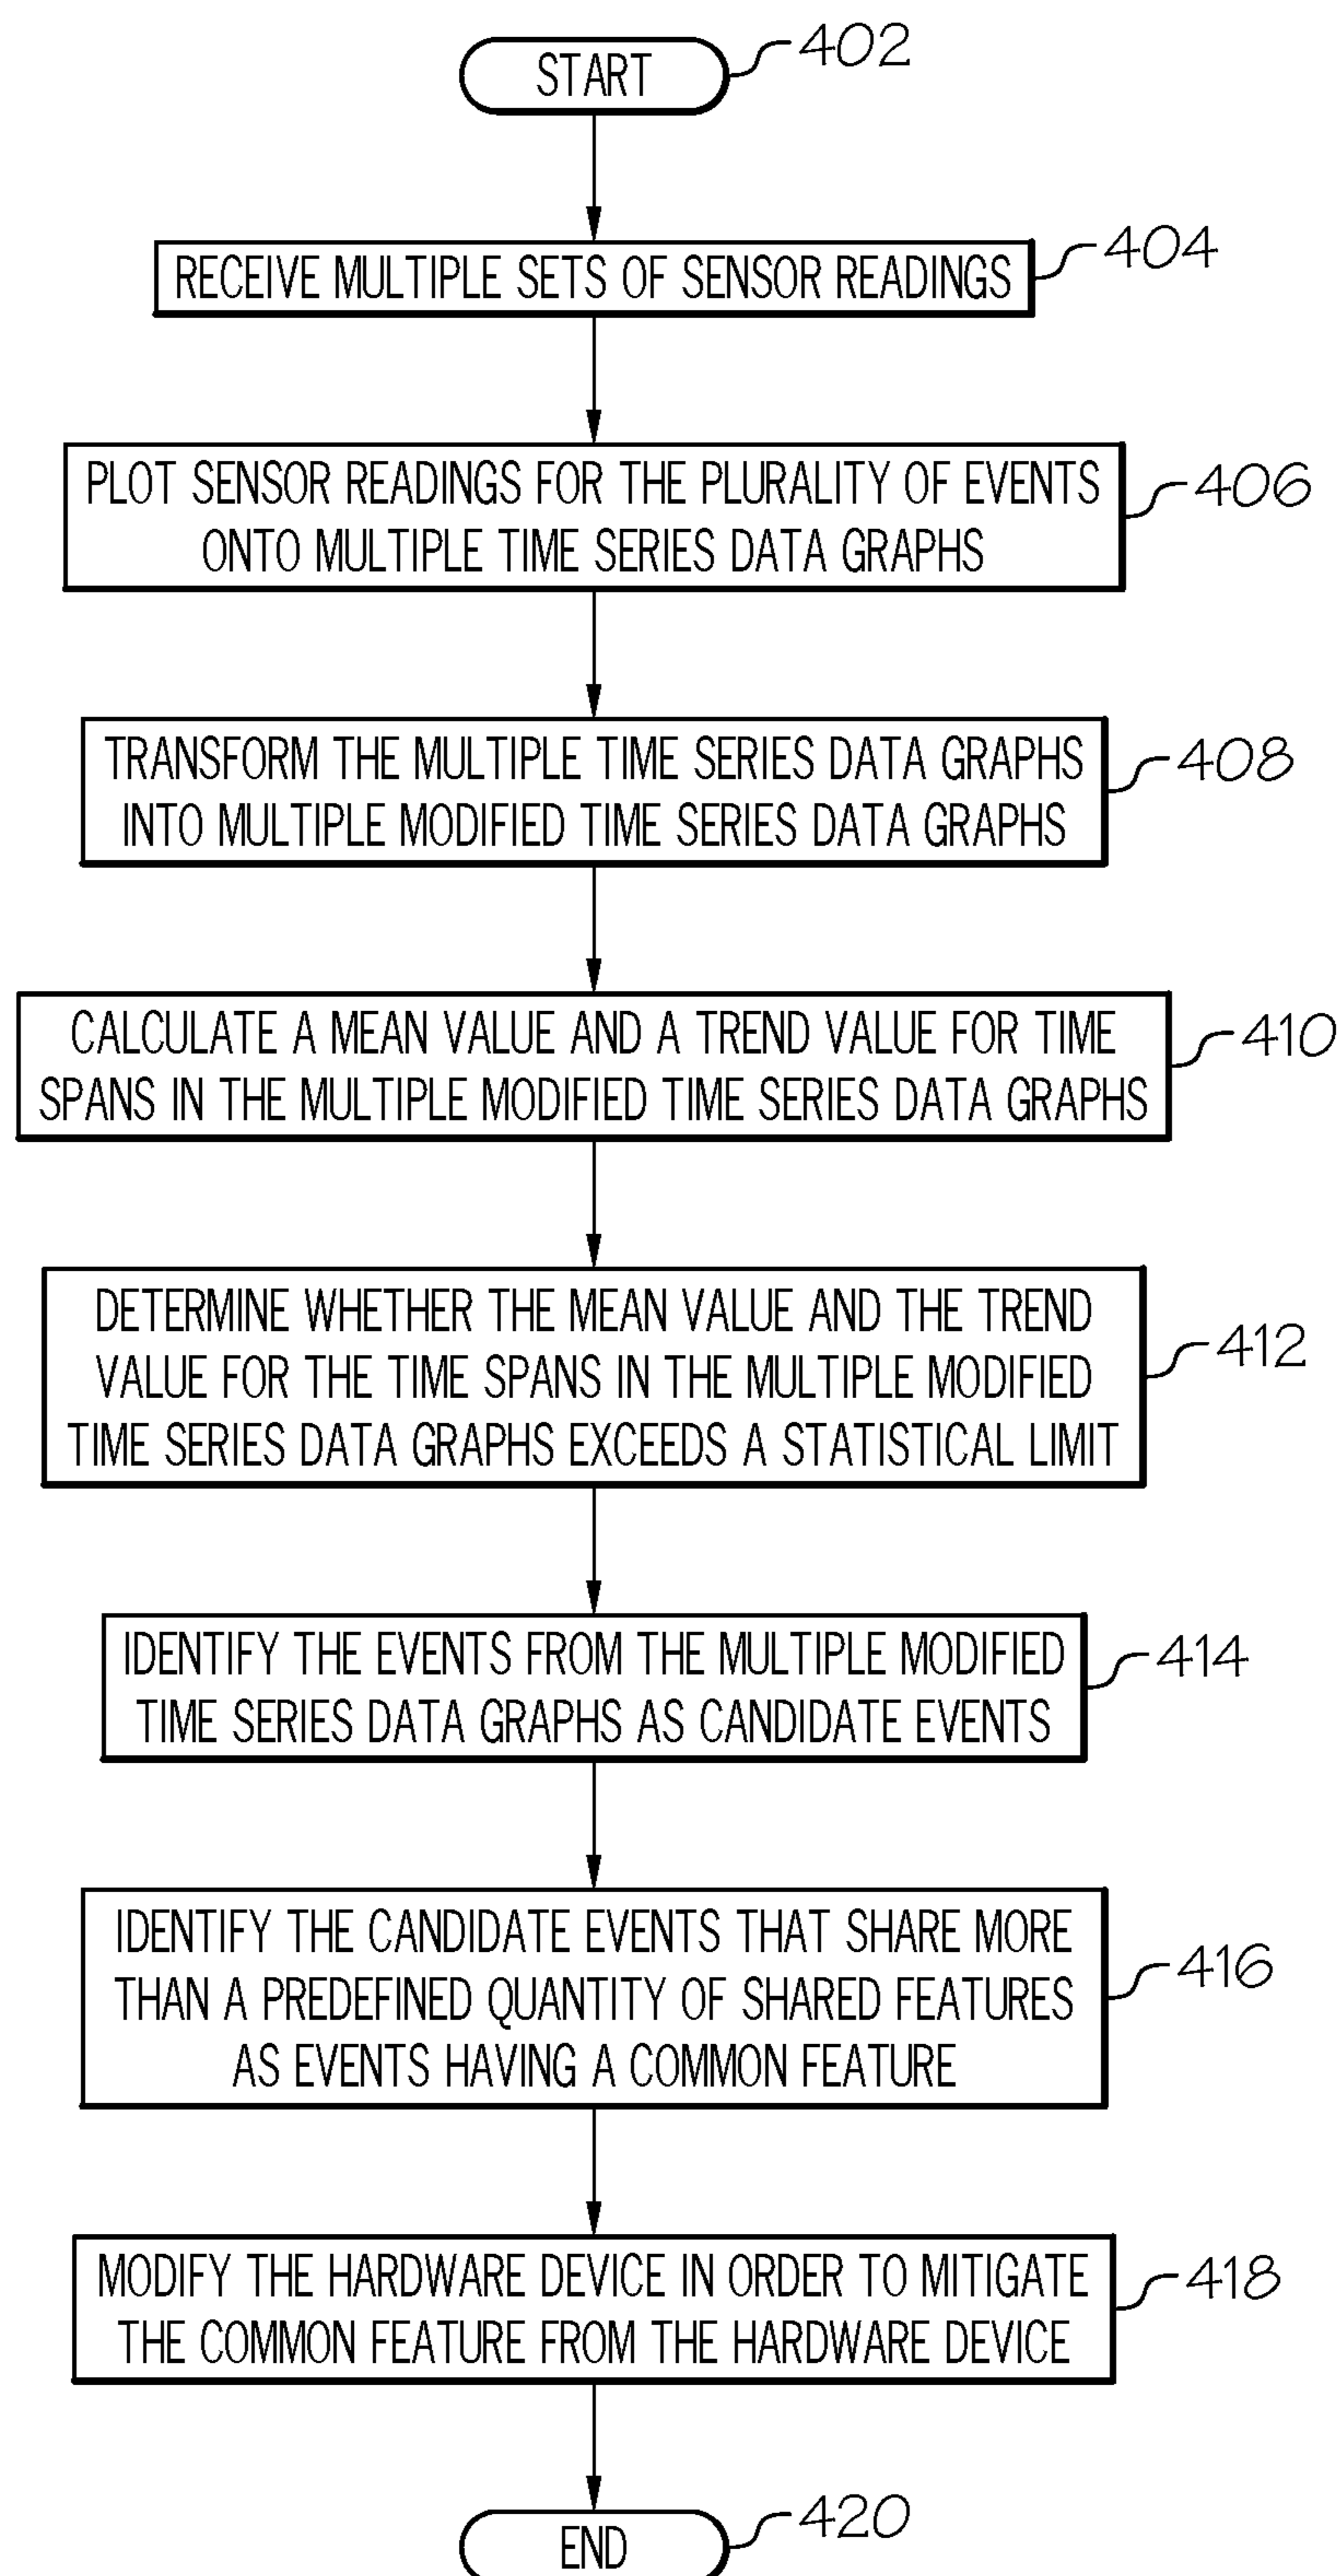 START
402
RECEIVE MULTIPLE SETS OF SENSOR READINGS
404
PLOT SENSOR READINGS FOR THE PLURALITY OF EVENTS
ONTO MULTIPLE TIME SERIES DATA GRAPHS
406
TRANSFORM THE MULTIPLE TIME SERIES DATA GRAPHS
INTO MULTIPLE MODIFIED TIME SERIES DATA GRAPHS
408
CALCULATE A MEAN VALUE AND A TREND VALUE FOR TIME
SPANS IN THE MULTIPLE MODIFIED TIME SERIES DATA GRAPHS
410
DETERMINE WHETHER THE MEAN VALUE AND THE TREND
VALUE FOR THE TIME SPANS IN THE MULTIPLE MODIFIED
TIME SERIES DATA GRAPHS EXCEEDS A STATISTICAL LIMIT
412
IDENTIFY THE EVENTS FROM THE MULTIPLE MODIFIED
TIME SERIES DATA GRAPHS AS CANDIDATE EVENTS
414
IDENTIFY THE CANDIDATE EVENTS THAT SHARE MORE
THAN A PREDEFINED QUANTITY OF SHARED FEATURES
AS EVENTS HAVING A COMMON FEATURE
416
MODIFY THE HARDWARE DEVICE IN ORDER TO MITIGATE
THE COMMON FEATURE FROM THE HARDWARE DEVICE
418
END
420